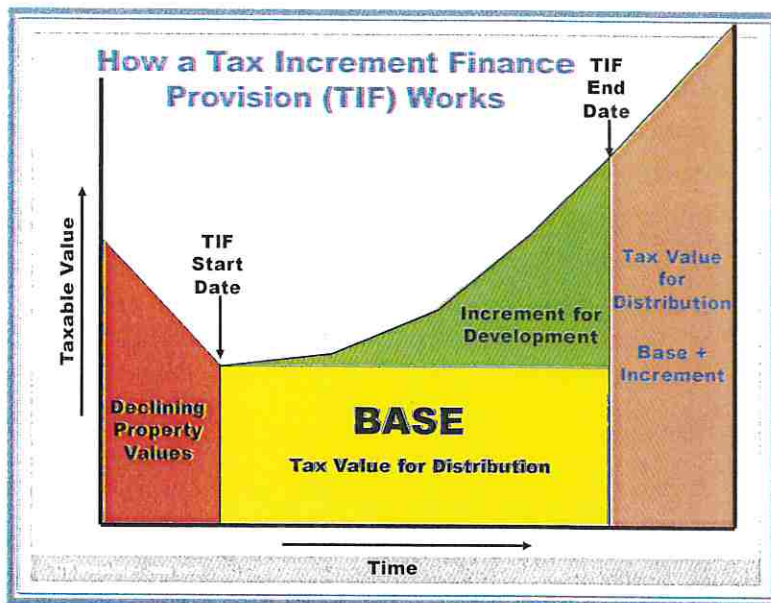 How a Tax Increment Finance
Provision (TIF) Works
TIF
End
Date
TIF
Start
Date
Taxable Value
Increment for
Development
Tax Value
for
Distribution
Base +
Increment
Declining
Property
Values
BASE
Tax Value for Distribution
Time